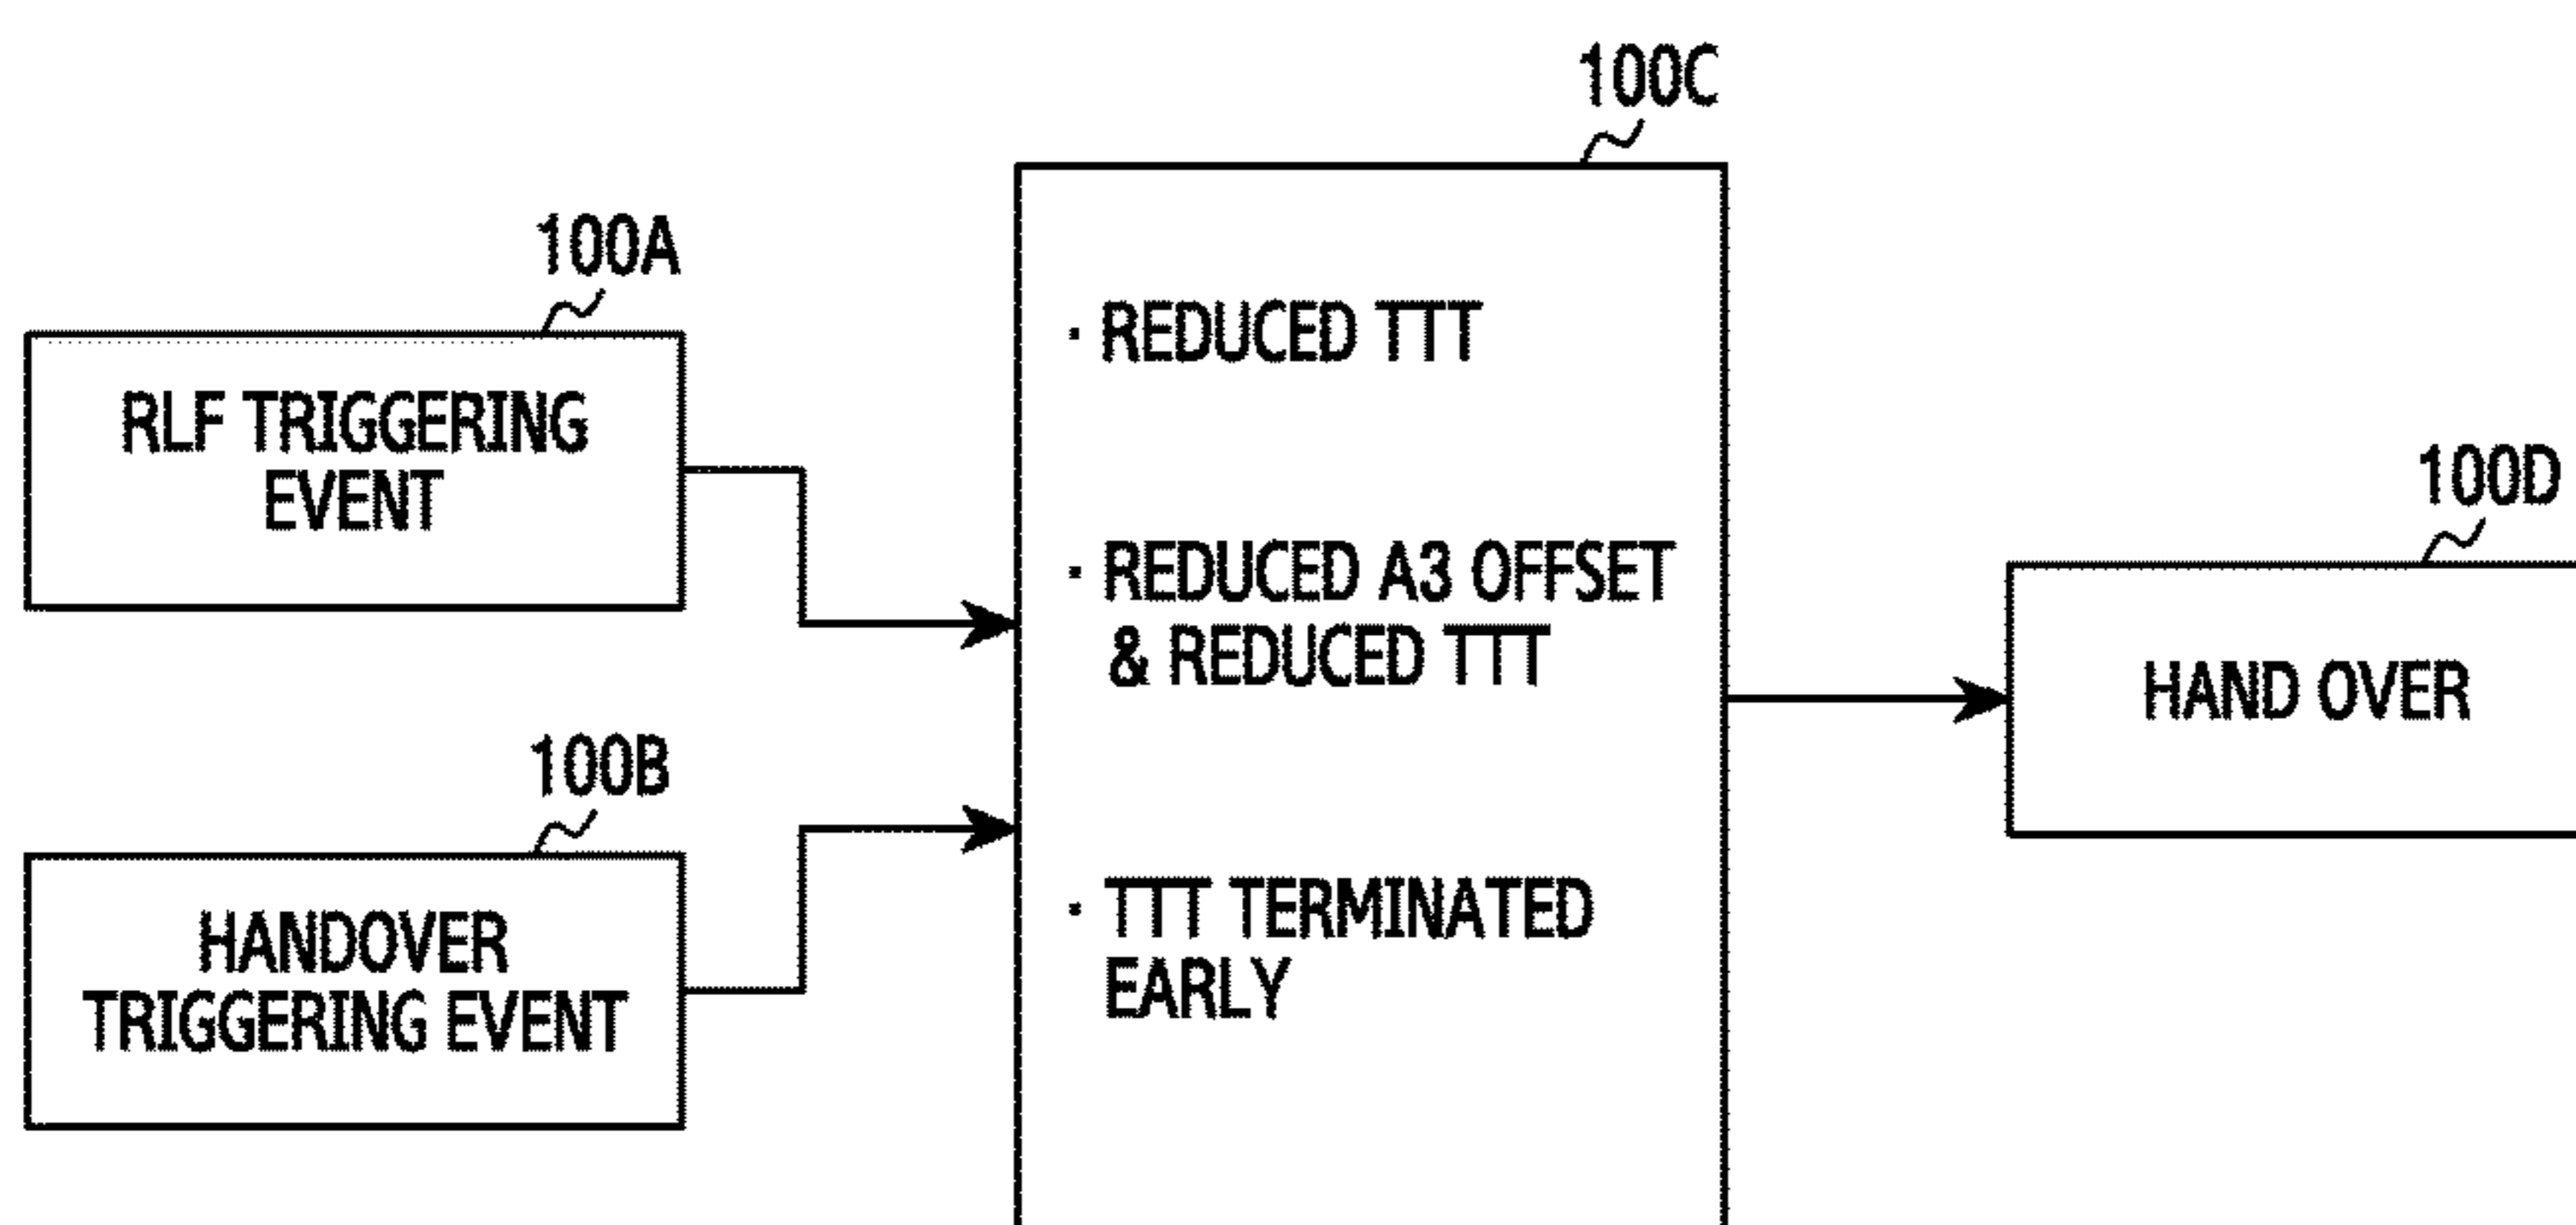 100A
RLF TRIGGERING
EVENT
100B
HANDOVER
TRIGGERING EVENT
100C
· REDUCED TTT
· REDUCED A3 OFFSET
& REDUCED TTT
· TTT TERMINATED
EARLY
100D
HAND OVER